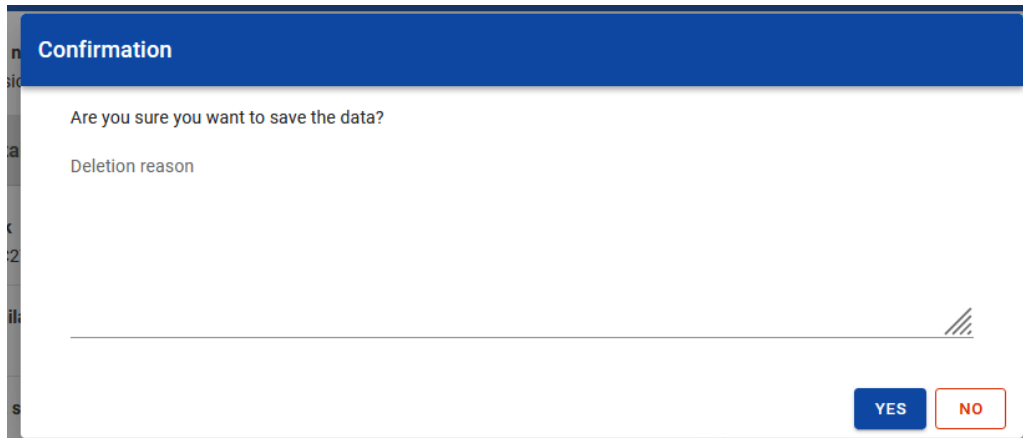 Confirmation
Are you sure you want to save the data?
Deletion reason
YES
NO